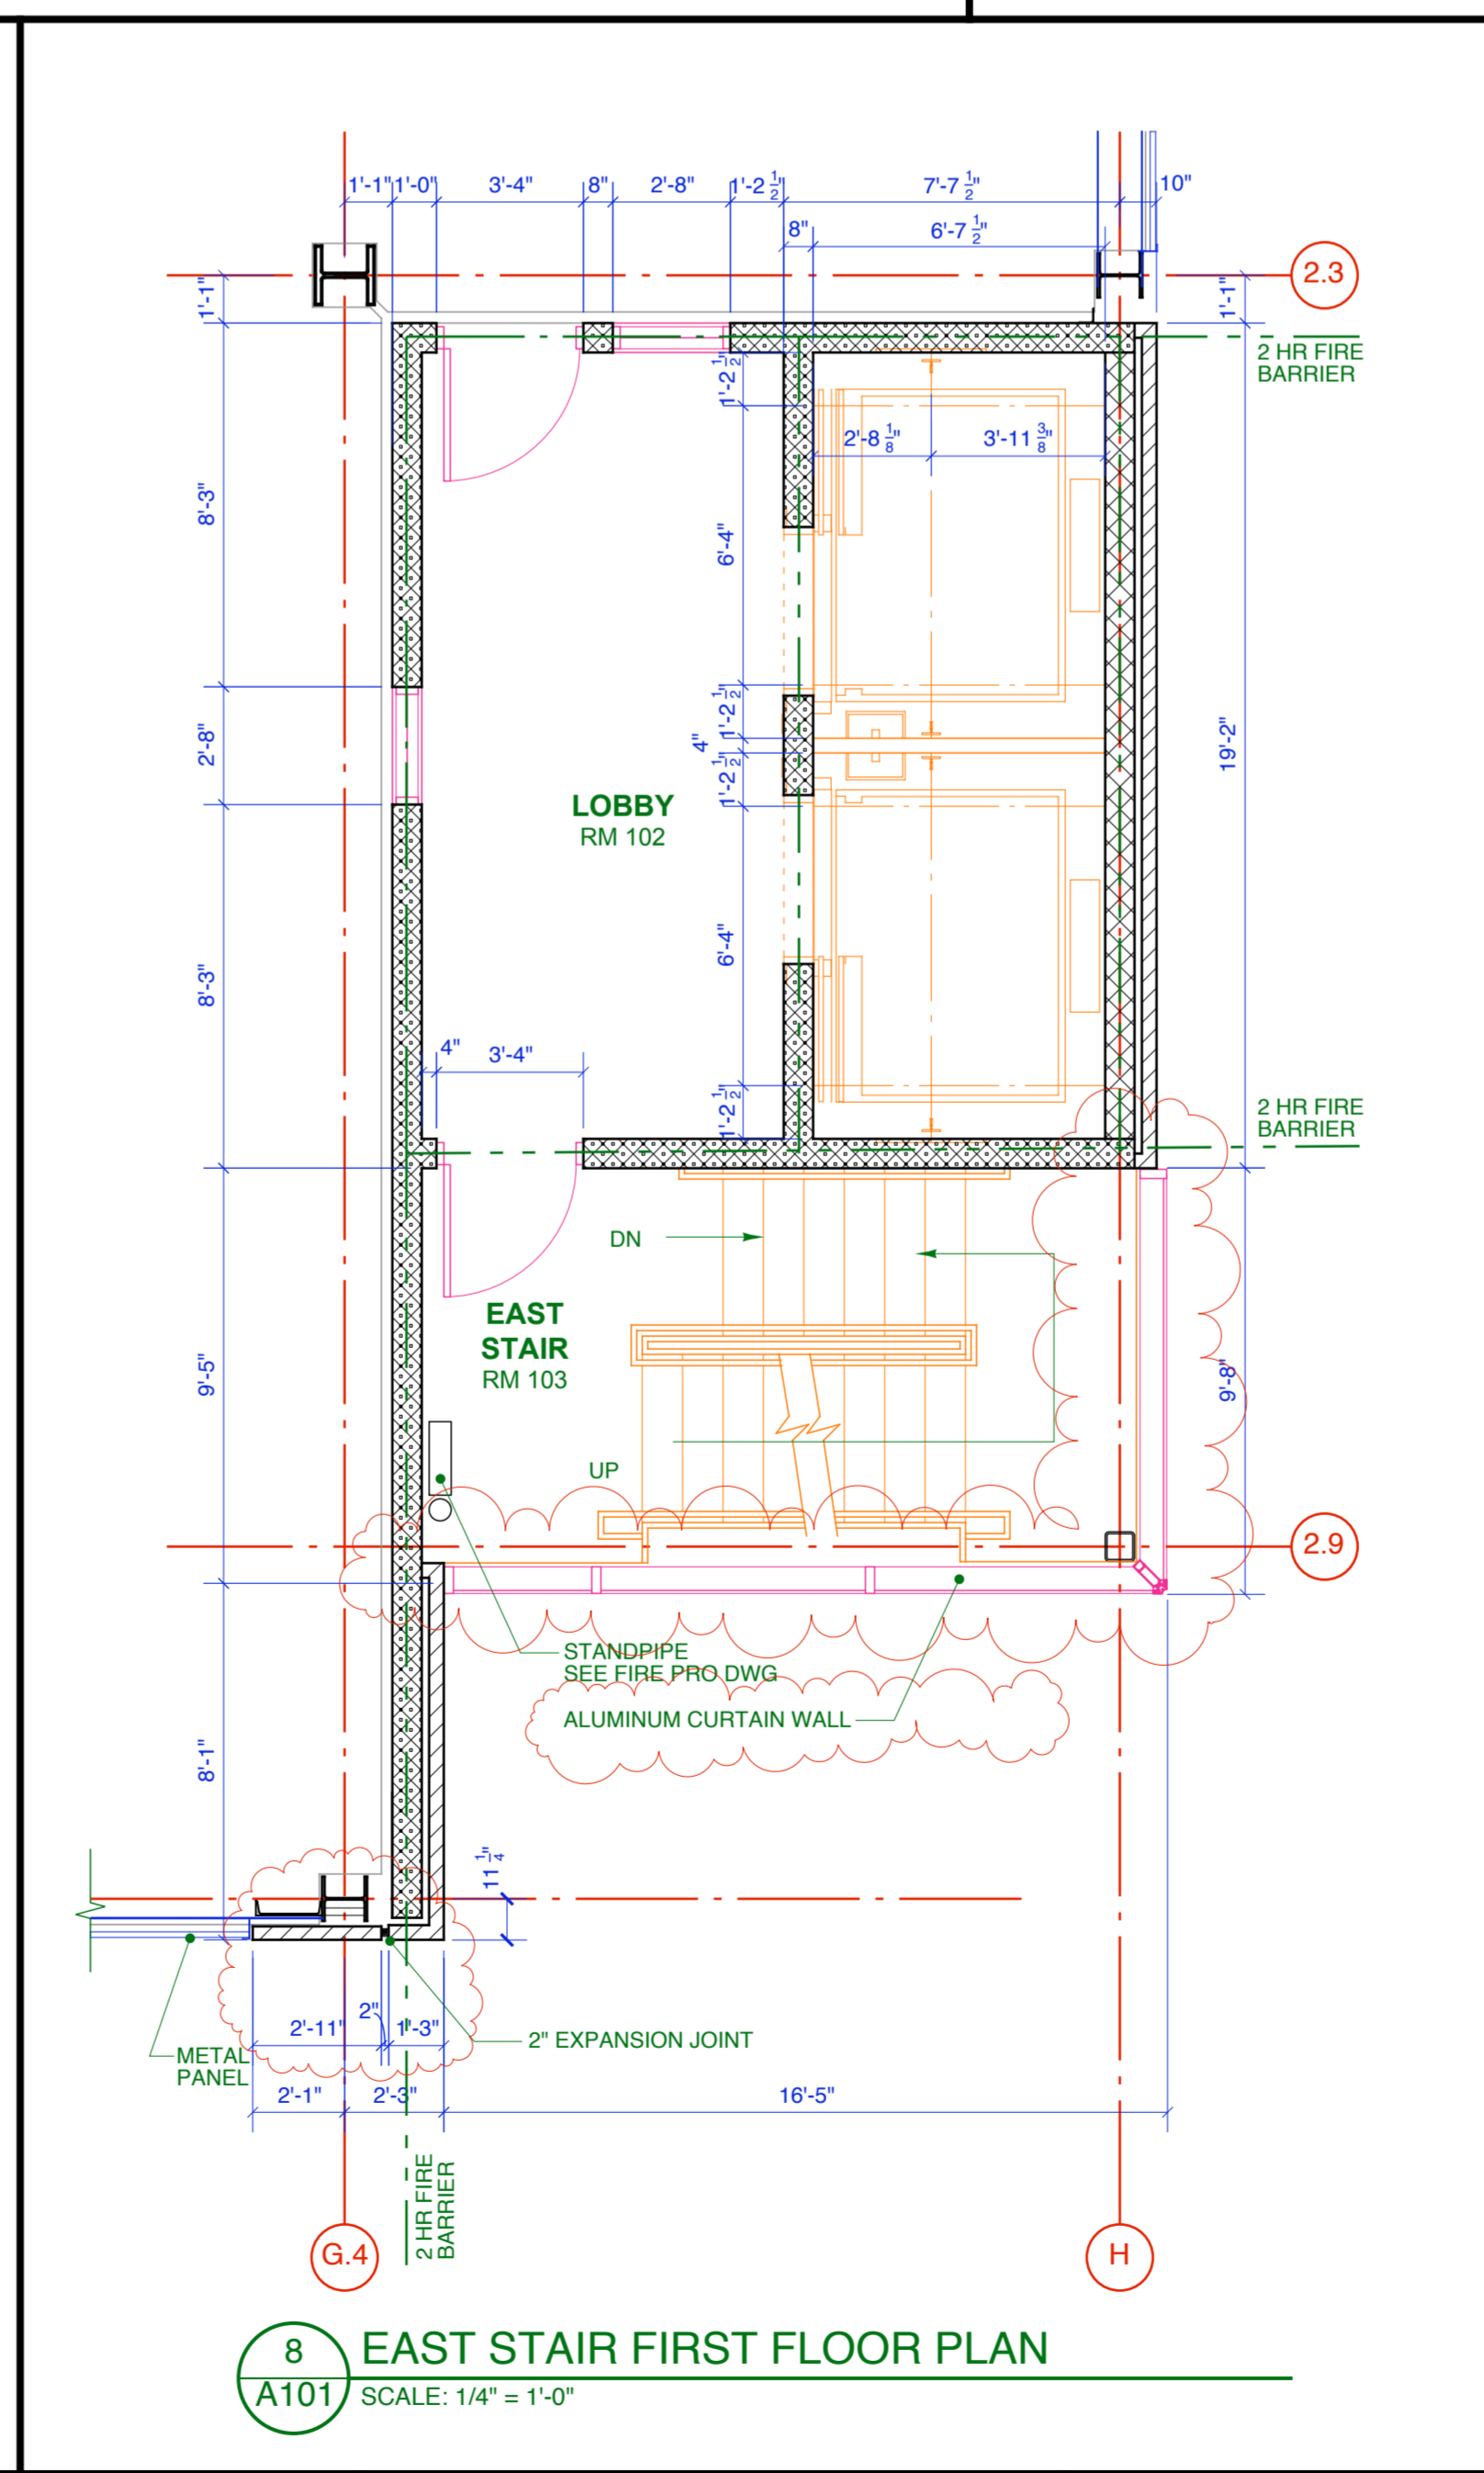 1'-1" 1'-0" 3'-4" 8" 2'-8" 1'-2 1/2" 7'-7 1/2" 10"
8" 6'-7 1/2"
2.3
1'-1"
1'-1"
2 HR FIRE
BARRIER
1'-2 1/2"
2'-8 1/8" 3'-11 3/8"
8'-3"
6'-4"
1'-2 1/2"
2'-8"
4"
19'-2"
1'-2 1/2"
LOBBY
RM 102
6'-4"
8'-3"
4" 3'-4"
1'-2 1/2"
2 HR FIRE
BARRIER
DN
EAST
STAIR
RM 103
9'-5"
9'-8"
UP
2.9
STANDPIPE
SEE FIRE PRO DWG
ALUMINUM CURTAIN WALL
8'-1"
11 1/4"
2"
2'-11" 1'-3"
2" EXPANSION JOINT
METAL
PANEL
2'-1" 2'-3" 16'-5"
2 HR FIRE
BARRIER
G.4
H
8
A101
EAST STAIR FIRST FLOOR PLAN
SCALE: 1/4" = 1'-0"